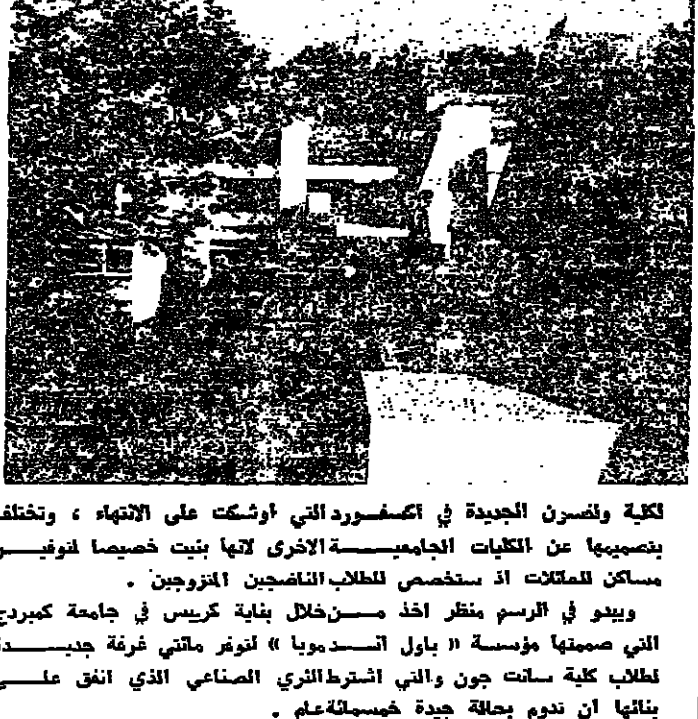 لكلية ولفسون الجديدة في اكسفورد التي اوشكت على الانتهاء ، وتختلف
بتصميمها عن الكليات الجامعية الاخرى لانها بنيت خصيصا لتوفير
مساكن للعائلات اذ ستخصص للطلاب الناضجين المتزوجين .
ويبدو في الرسم منظر اخذ من خلال بناية كريبس في جامعة كمبردج
التي صممتها مؤسسة « باول اند مويا » لتوفر مائتي غرفة جديدة
لطلاب كلية سانت جون والتي اشترط الثري الصناعي الذي انفق على
بنائها ان تدوم بحالة جيدة خمسمائة عام .